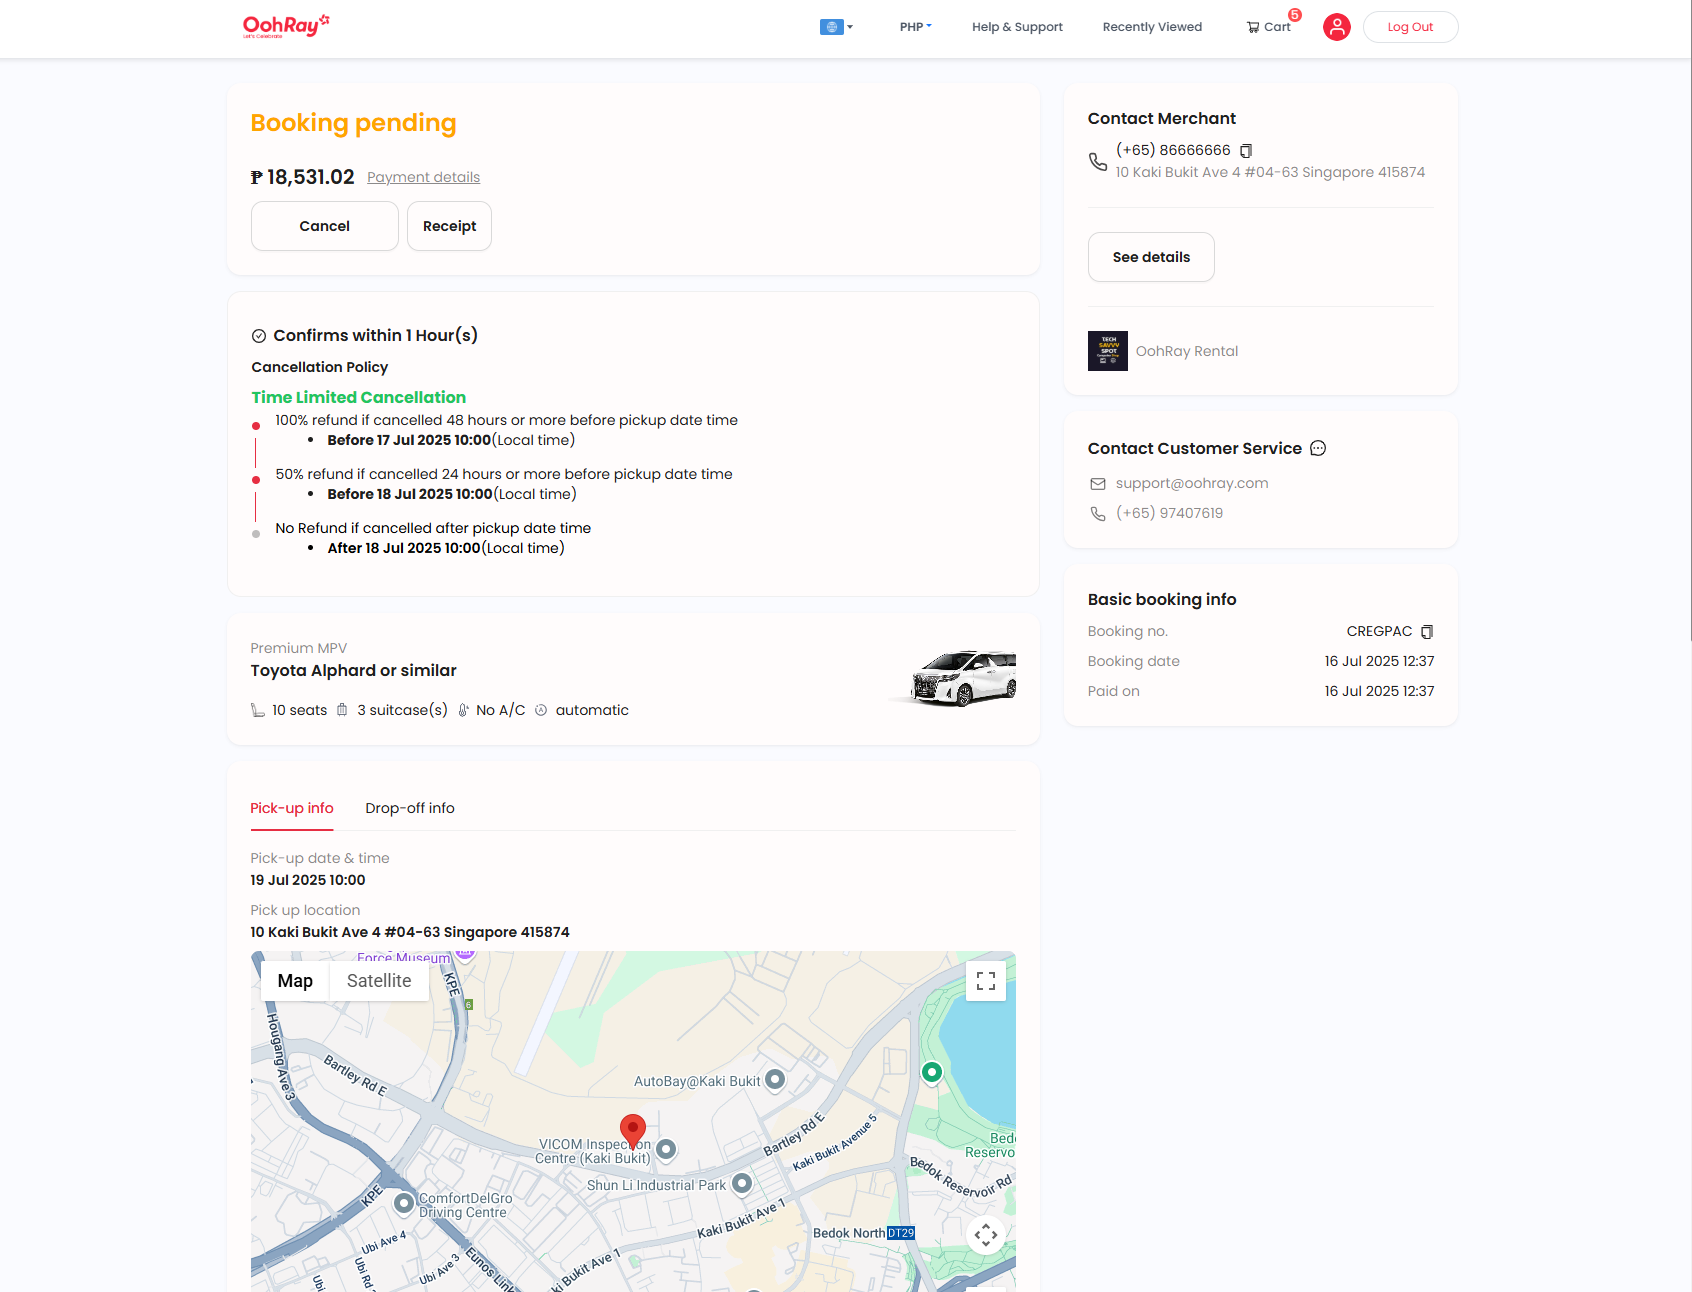 OohRay
Let's Celebrate
PHP
Help & Support
Recently Viewed
Cart
5
Log Out
Booking pending
₱ 18,531.02
Payment details
Cancel
Receipt
Confirms within 1 Hour(s)
Cancellation Policy
Time Limited Cancellation
100% refund if cancelled 48 hours or more before pickup date time
• Before 17 Jul 2025 10:00(Local time)
50% refund if cancelled 24 hours or more before pickup date time
• Before 18 Jul 2025 10:00(Local time)
No Refund if cancelled after pickup date time
• After 18 Jul 2025 10:00(Local time)
Premium MPV
Toyota Alphard or similar
10 seats
3 suitcase(s)
No A/C
automatic
Pick-up info
Drop-off info
Pick-up date & time
19 Jul 2025 10:00
Pick up location
10 Kaki Bukit Ave 4 #04-63 Singapore 415874
Force Museum
Map
Satellite
KPE
6
Hougang Ave 3
Bartley Rd E
AutoBay@Kaki Bukit
VICOM Inspection
Centre (Kaki Bukit)
Bartley Rd E
Kaki Bukit Avenue 5
Shun Li Industrial Park
Bedok Reservoir Rd
KPE
ComfortDelGro
Driving Centre
Kaki Bukit Ave 1
Bedok North
DT29
Ubi Ave 4
Ubi Ave 3
Eunos Link
Contact Merchant
(+65) 86666666
10 Kaki Bukit Ave 4 #04-63 Singapore 415874
See details
TECH
SAVVY
SPOT
OohRay Rental
Contact Customer Service
support@oohray.com
(+65) 97407619
Basic booking info
Booking no.
CREGPAC
Booking date
16 Jul 2025 12:37
Paid on
16 Jul 2025 12:37